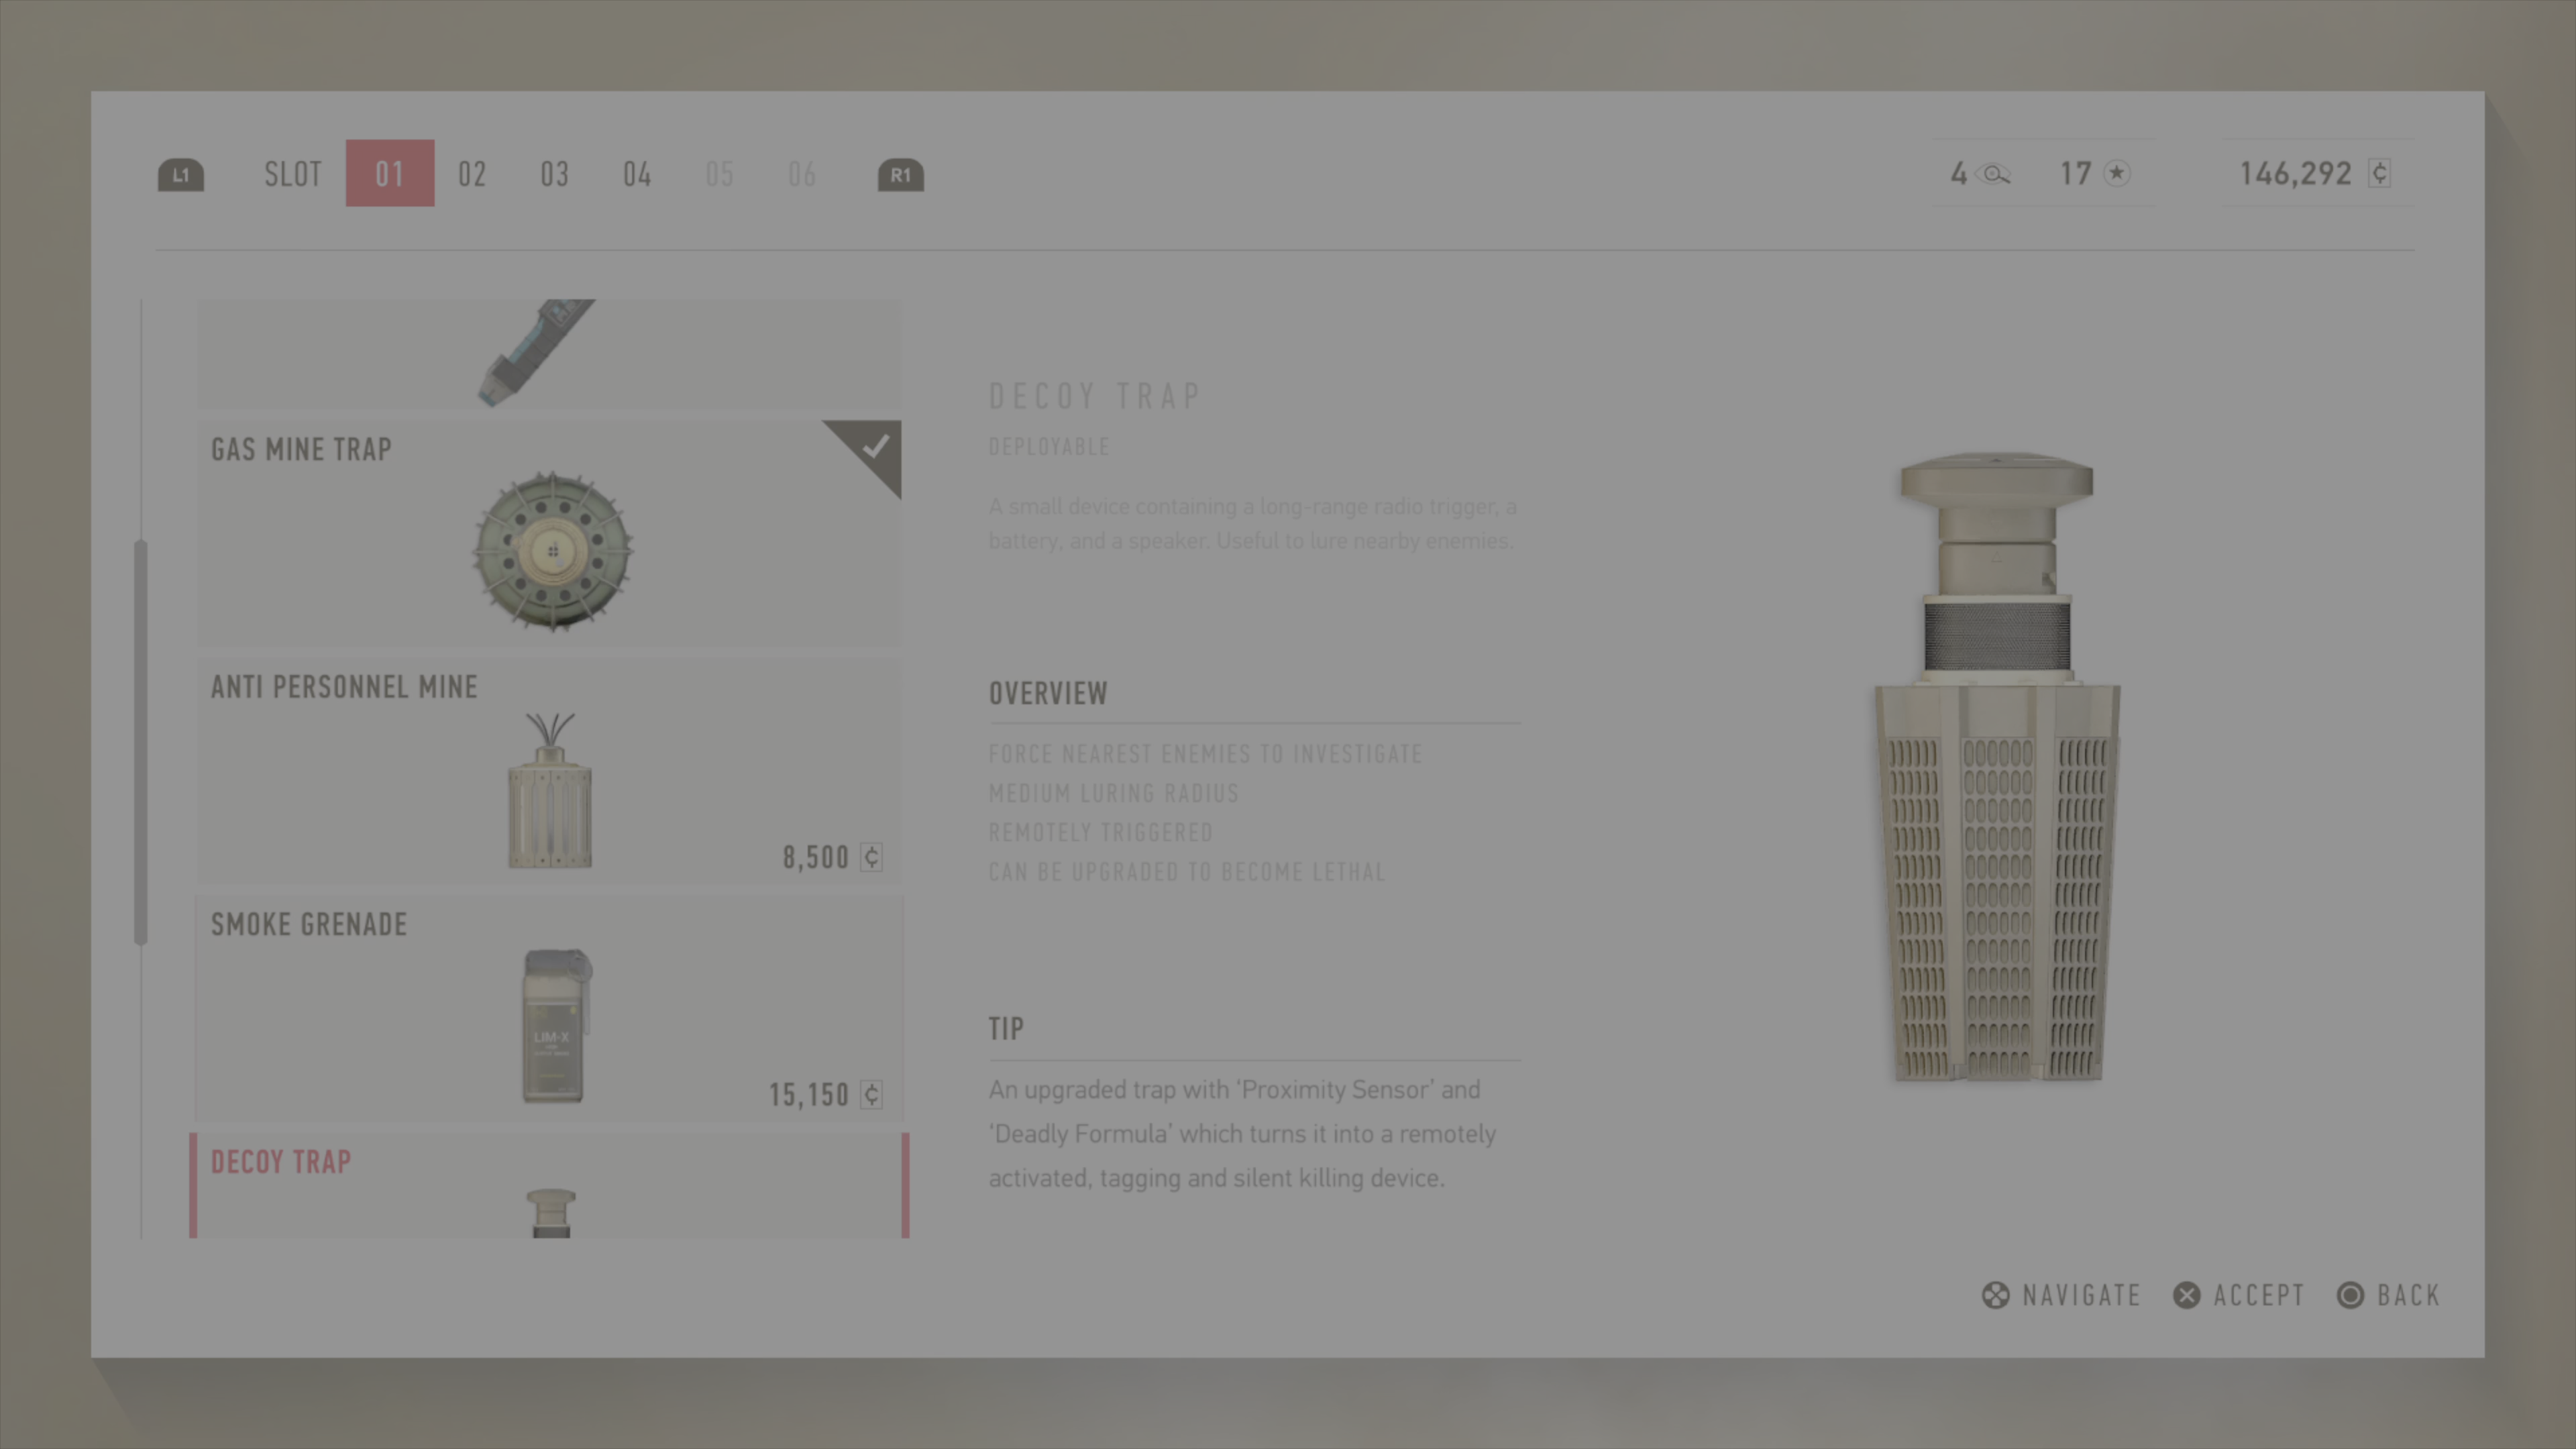 L1 SLOT 01 02 03 04 05 06 R1
4 17 146,292 ¢
GAS MINE TRAP
ANTI PERSONNEL MINE
8,500 ¢
SMOKE GRENADE
LIM-X
15,150 ¢
DECOY TRAP
DECOY TRAP
DEPLOYABLE
A small device containing a long-range radio trigger, a
battery, and a speaker. Useful to lure nearby enemies.
OVERVIEW
FORCE NEAREST ENEMIES TO INVESTIGATE
MEDIUM LURING RADIUS
REMOTELY TRIGGERED
CAN BE UPGRADED TO BECOME LETHAL
TIP
An upgraded trap with ‘Proximity Sensor’ and
‘Deadly Formula’ which turns it into a remotely
activated, tagging and silent killing device.
NAVIGATE ACCEPT BACK